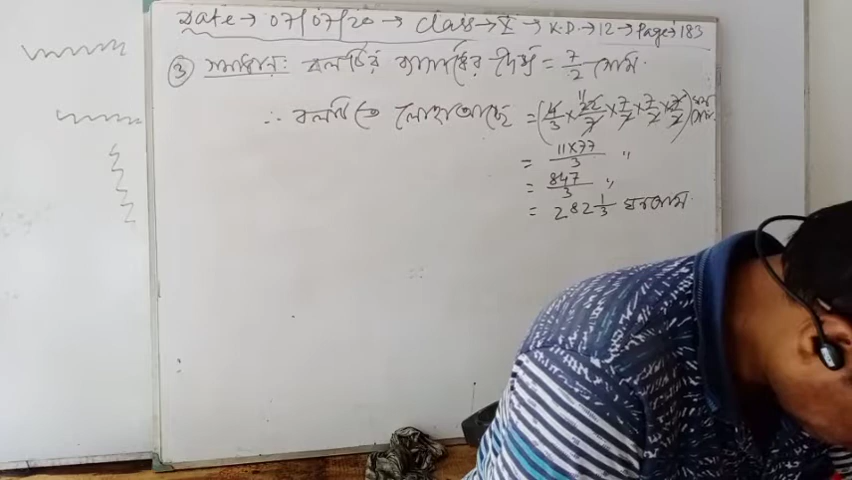 Date → 07/07/20 → Class → X → K.D. → 12 → Page → 183
③ সমাধান: বলটির ব্যাসার্ধের দৈর্ঘ্য = 7/2 সেমি.
∴ বলটিতে লোহা আছে = (4/3 × 22/7 × 7/2 × 7/2 × 7/2) ঘন সেমি.
= 11×77/3 "
= 847/3 "
= 282 1/3 ঘনসেমি.